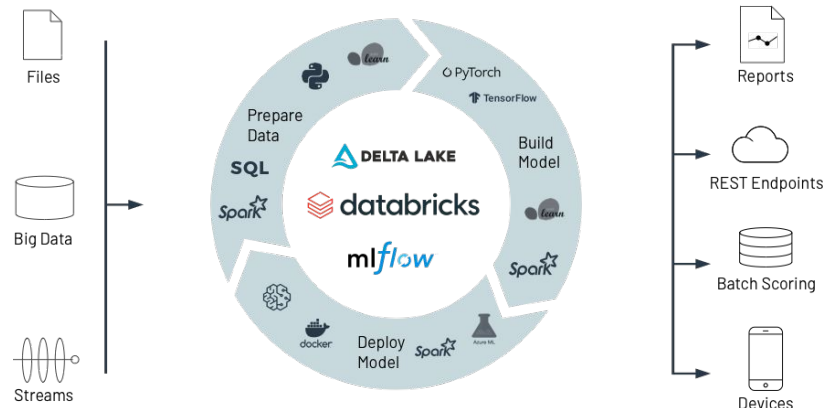 Files
Big Data
Streams
Prepare
Data
SQL
Spark
learn
PyTorch
TensorFlow
Build
Model
learn
Spark
Deploy
Model
docker
Spark
Azure ML
DELTA LAKE
databricks
mlflow
Reports
REST Endpoints
Batch Scoring
Devices